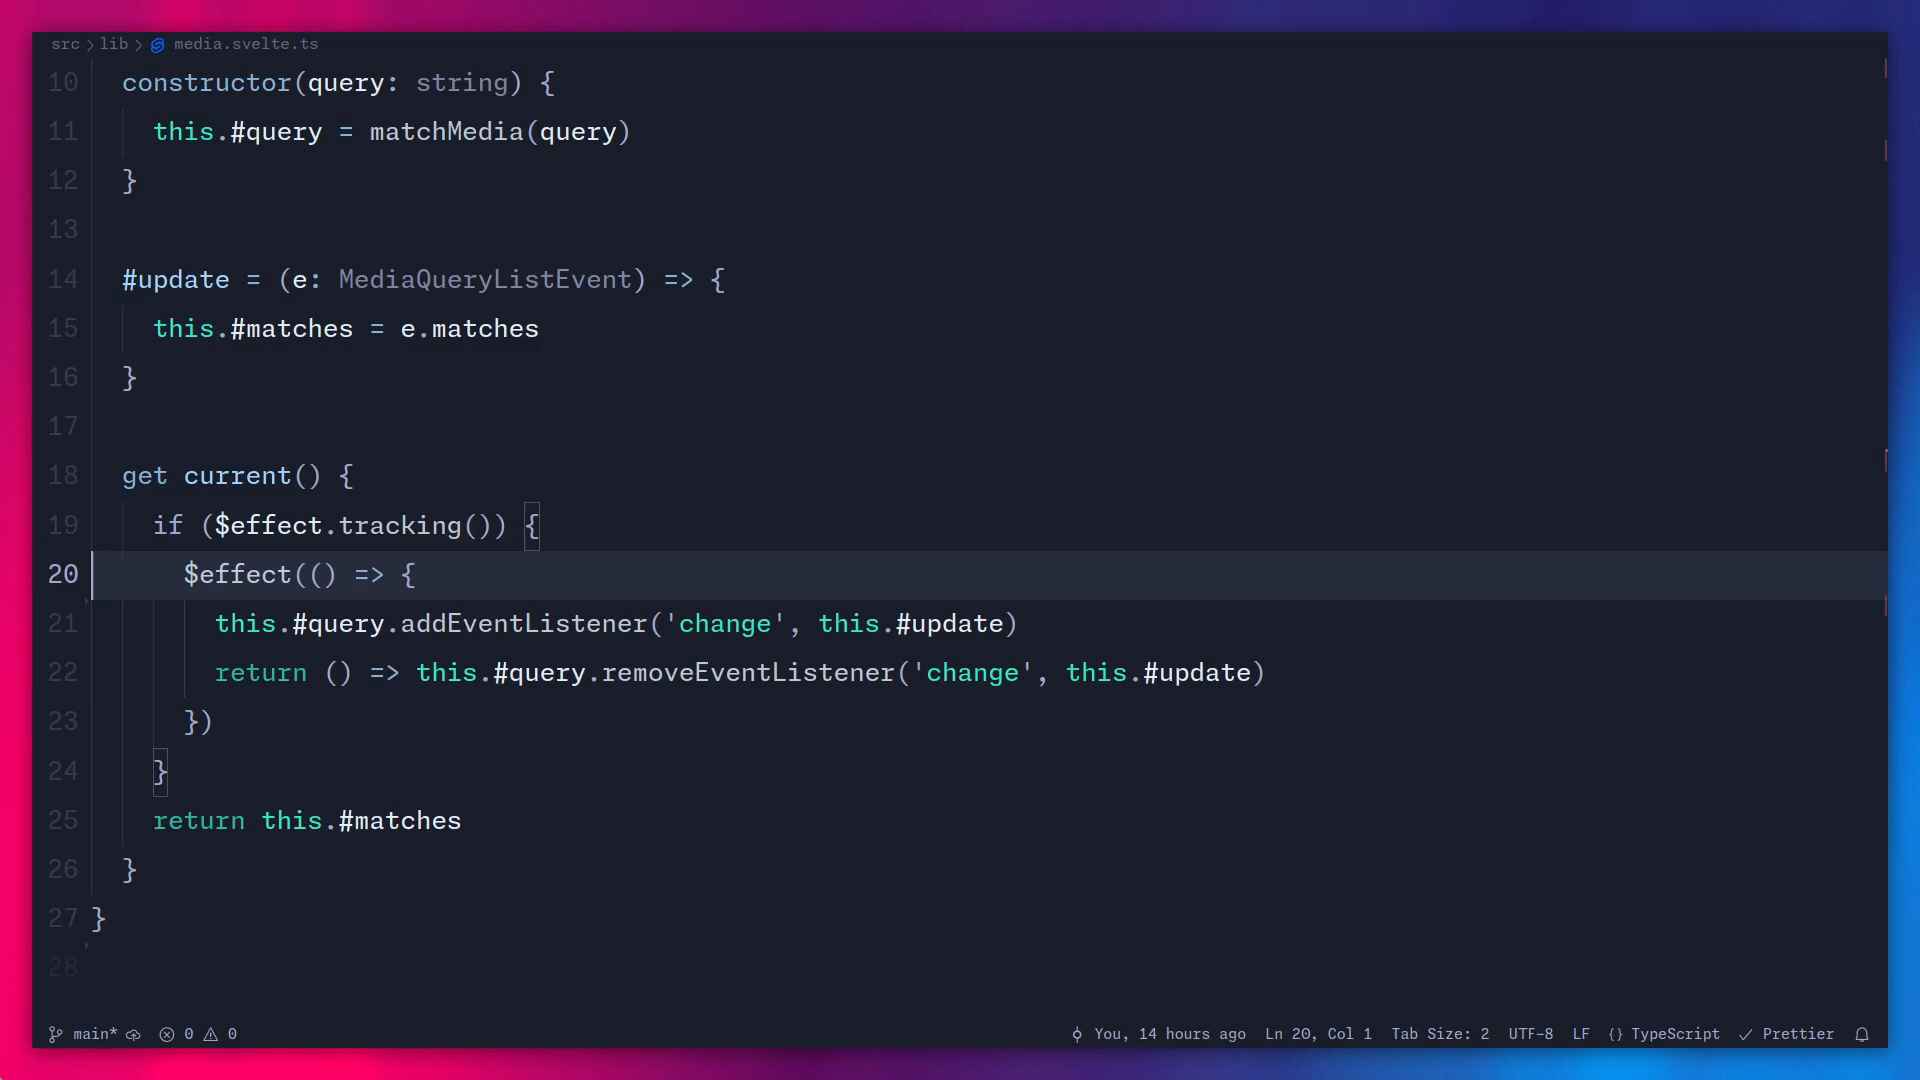 src > lib > media.svelte.ts
10 constructor(query: string) {
11 this.#query = matchMedia(query)
12 }
13
14 #update = (e: MediaQueryListEvent) => {
15 this.#matches = e.matches
16 }
17
18 get current() {
19 if ($effect.tracking()) {
20 $effect(() => {
21 this.#query.addEventListener('change', this.#update)
22 return () => this.#query.removeEventListener('change', this.#update)
23 })
24 }
25 return this.#matches
26 }
27 }
28
main* 0 0 You, 14 hours ago Ln 20, Col 1 Tab Size: 2 UTF-8 LF {} TypeScript Prettier